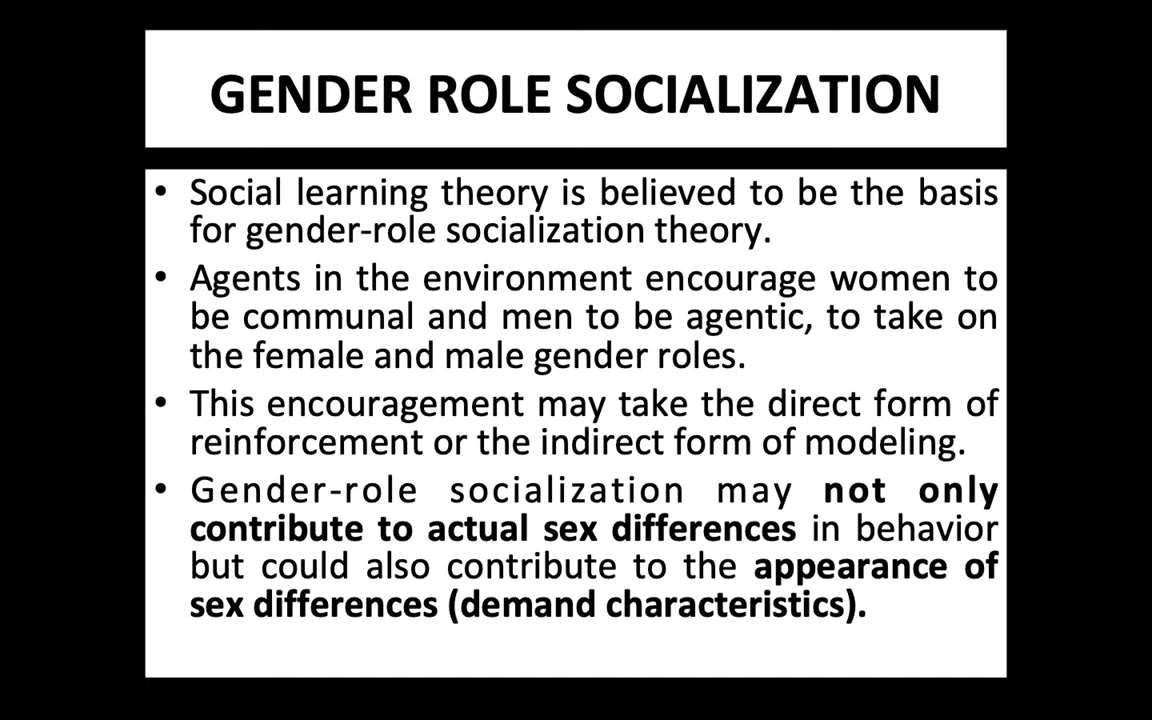 GENDER ROLE SOCIALIZATION
• Social learning theory is believed to be the basis
for gender-role socialization theory.
• Agents in the environment encourage women to
be communal and men to be agentic, to take on
the female and male gender roles.
• This encouragement may take the direct form of
reinforcement or the indirect form of modeling.
• Gender-role socialization may not only
contribute to actual sex differences in behavior
but could also contribute to the appearance of
sex differences (demand characteristics).